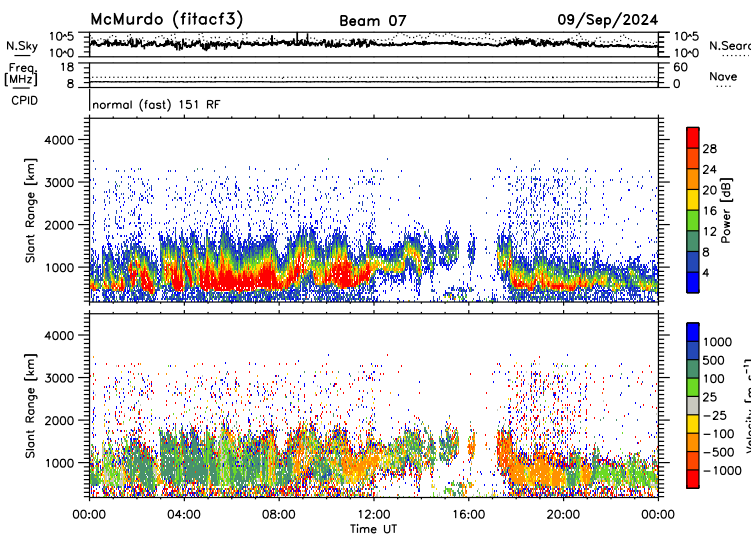 McMurdo (fitacf3) Beam 07 09/Sep/2024
N.Sky 10^5 10^0 10^5 10^0 N.Searc
Freq. [MHz] 18 8 60 0 Nave
CPID normal (fast) 151 RF
Slant Range [km] 4000 3000 2000 1000
Power [dB] 28 24 20 16 12 8 4
Slant Range [km] 4000 3000 2000 1000
Velocity [m s⁻¹] 1000 500 100 25 -25 -100 -500 -1000
00:00 04:00 08:00 12:00 16:00 20:00 00:00
Time UT